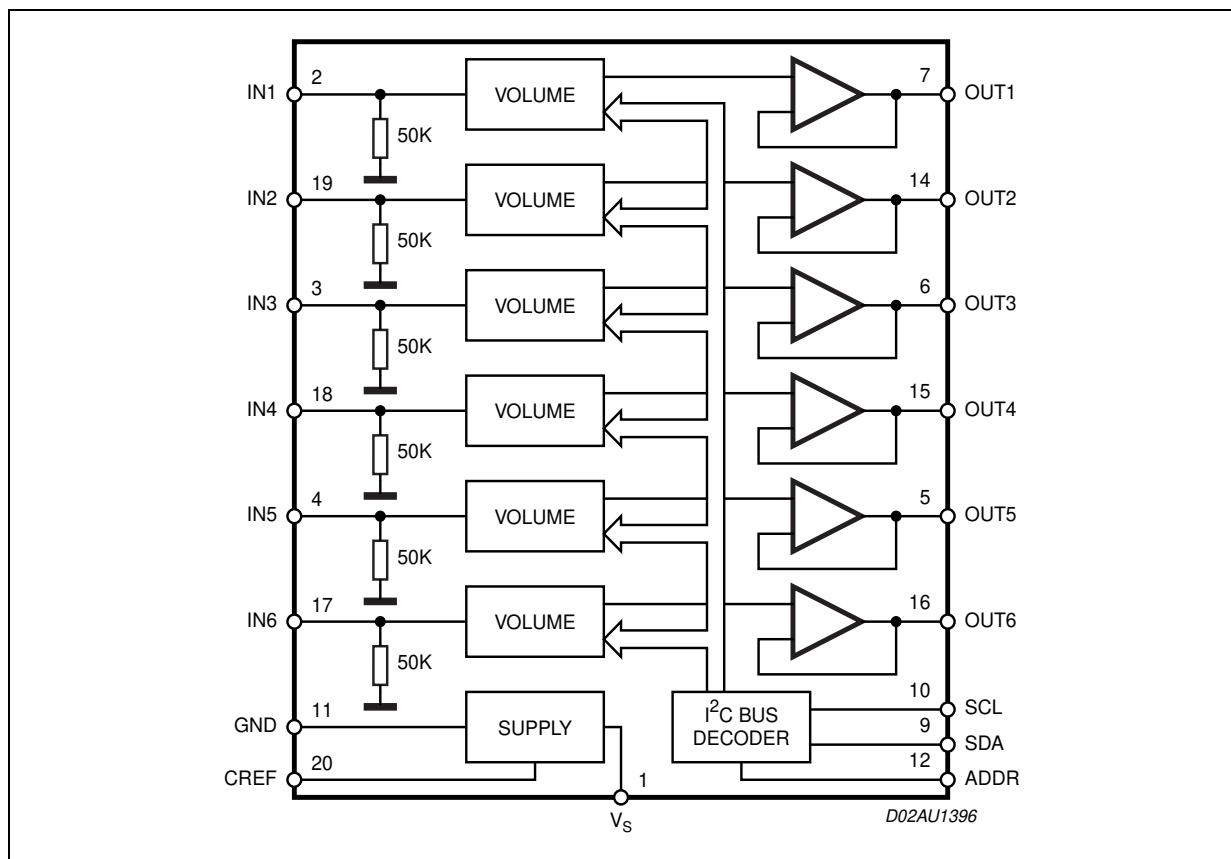 IN1 2 VOLUME 7 OUT1
50K
IN2 19 VOLUME 14 OUT2
50K
IN3 3 VOLUME 6 OUT3
50K
IN4 18 VOLUME 15 OUT4
50K
IN5 4 VOLUME 5 OUT5
50K
IN6 17 VOLUME 16 OUT6
50K
GND 11 SUPPLY I²C BUS DECODER 10 SCL
9 SDA
CREF 20 1 12 ADDR
VS
D02AU1396